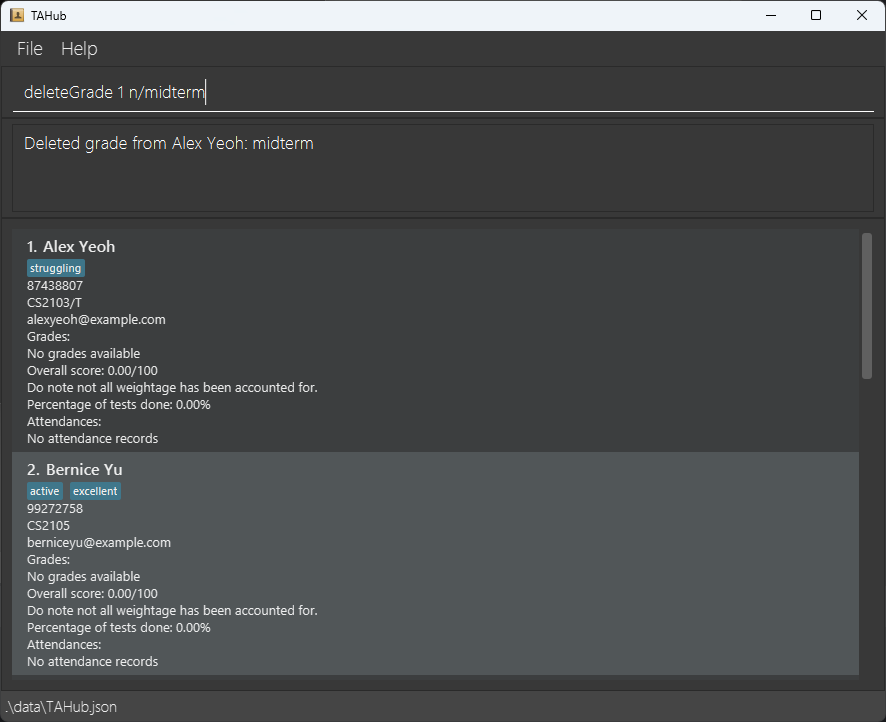 TAHub
File Help
deleteGrade 1 n/midterm
Deleted grade from Alex Yeoh: midterm
1. Alex Yeoh
struggling
87438807
CS2103/T
alexyeoh@example.com
Grades:
No grades available
Overall score: 0.00/100
Do note not all weightage has been accounted for.
Percentage of tests done: 0.00%
Attendances:
No attendance records
2. Bernice Yu
active excellent
99272758
CS2105
berniceyu@example.com
Grades:
No grades available
Overall score: 0.00/100
Do note not all weightage has been accounted for.
Percentage of tests done: 0.00%
Attendances:
No attendance records
.\data\TAHub.json